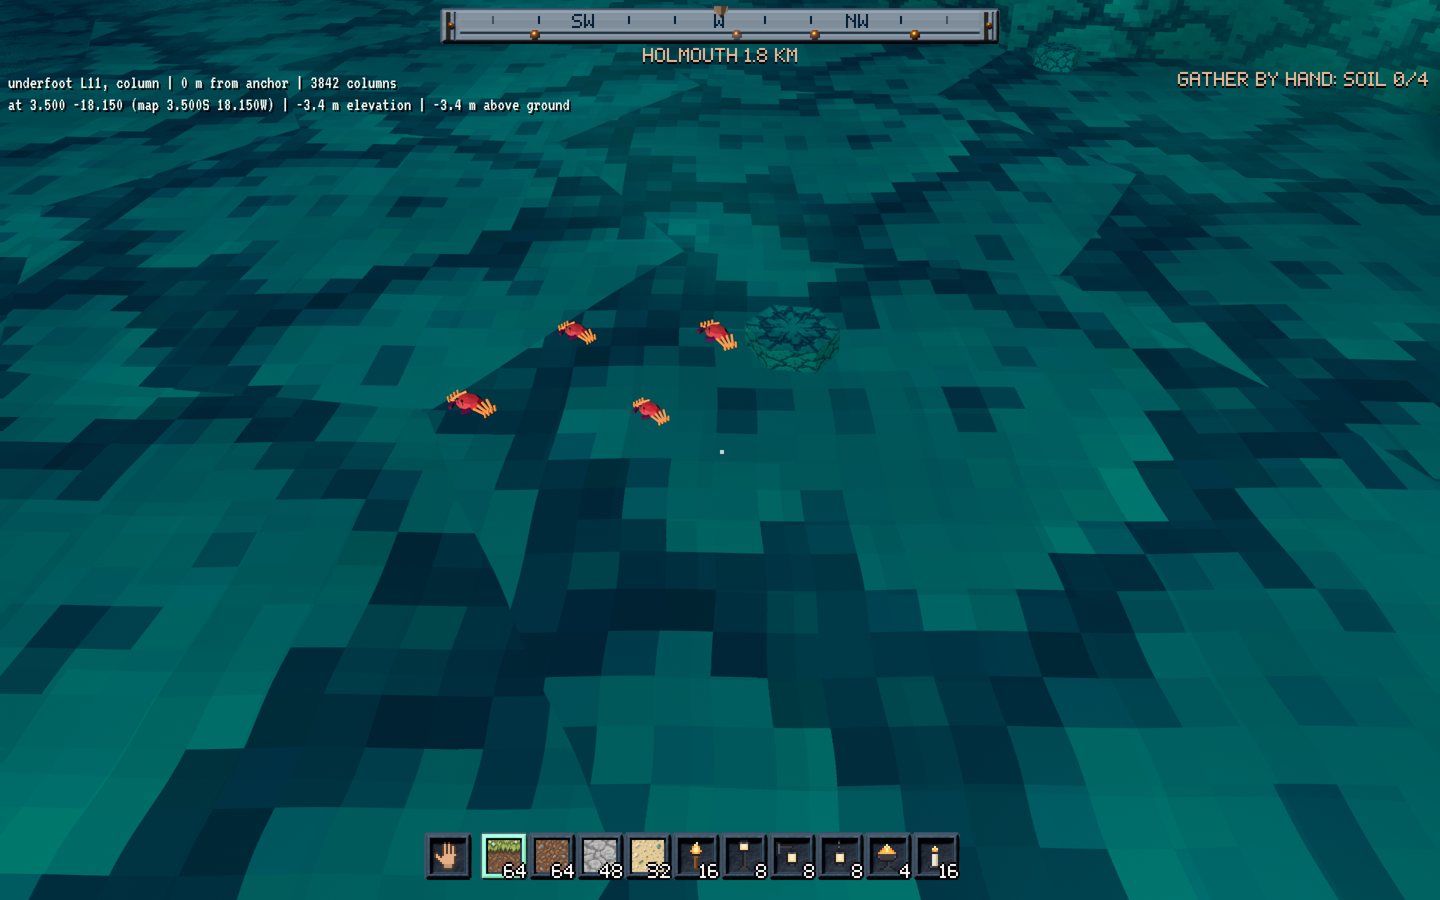 SW W NW
HOLMOUTH 1.8 KM
underfoot L11, column | 0 m from anchor | 3842 columns
GATHER BY HAND: SOIL 0/4
at 3.500 -18.150 (map 3.500S 18.150W) | -3.4 m elevation | -3.4 m above ground
64 64 48 32 16 8 8 8 4 16